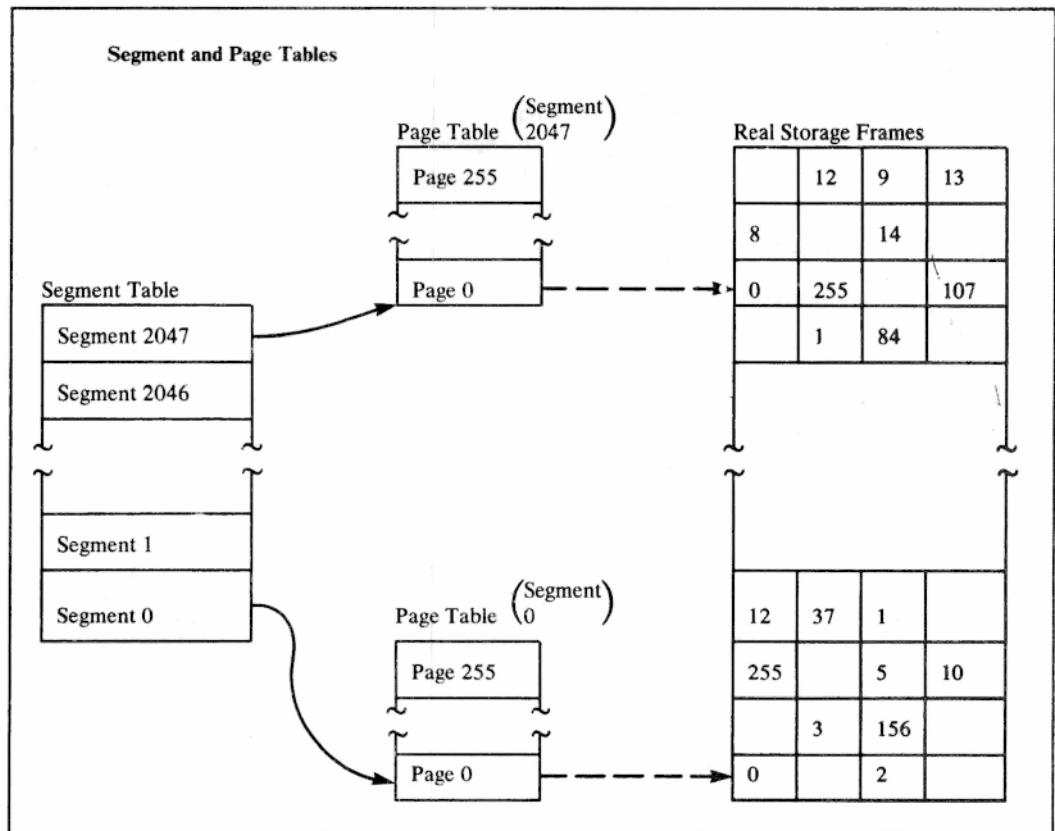 Segment and Page Tables
Page Table (Segment 2047)
Page 255
Page 0
Segment Table
Segment 2047
Segment 2046
Segment 1
Segment 0
Page Table (Segment 0)
Page 255
Page 0
Real Storage Frames
12 9 13
8 14
0 255 107
1 84
12 37 1
255 5 10
3 156
0 2